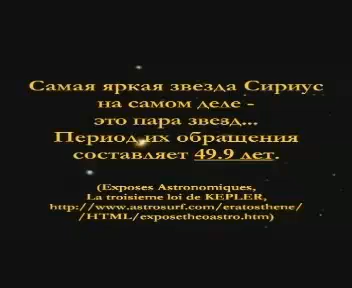 Самая яркая звезда Сириус
на самом деле -
это пара звезд...
Период их обращения
составляет 49.9 лет.
(Exposes Astronomiques,
La troisieme loi de KEPLER,
http://www.astrosurf.com/eratosthene/
/HTML/exposetheoastro.htm)